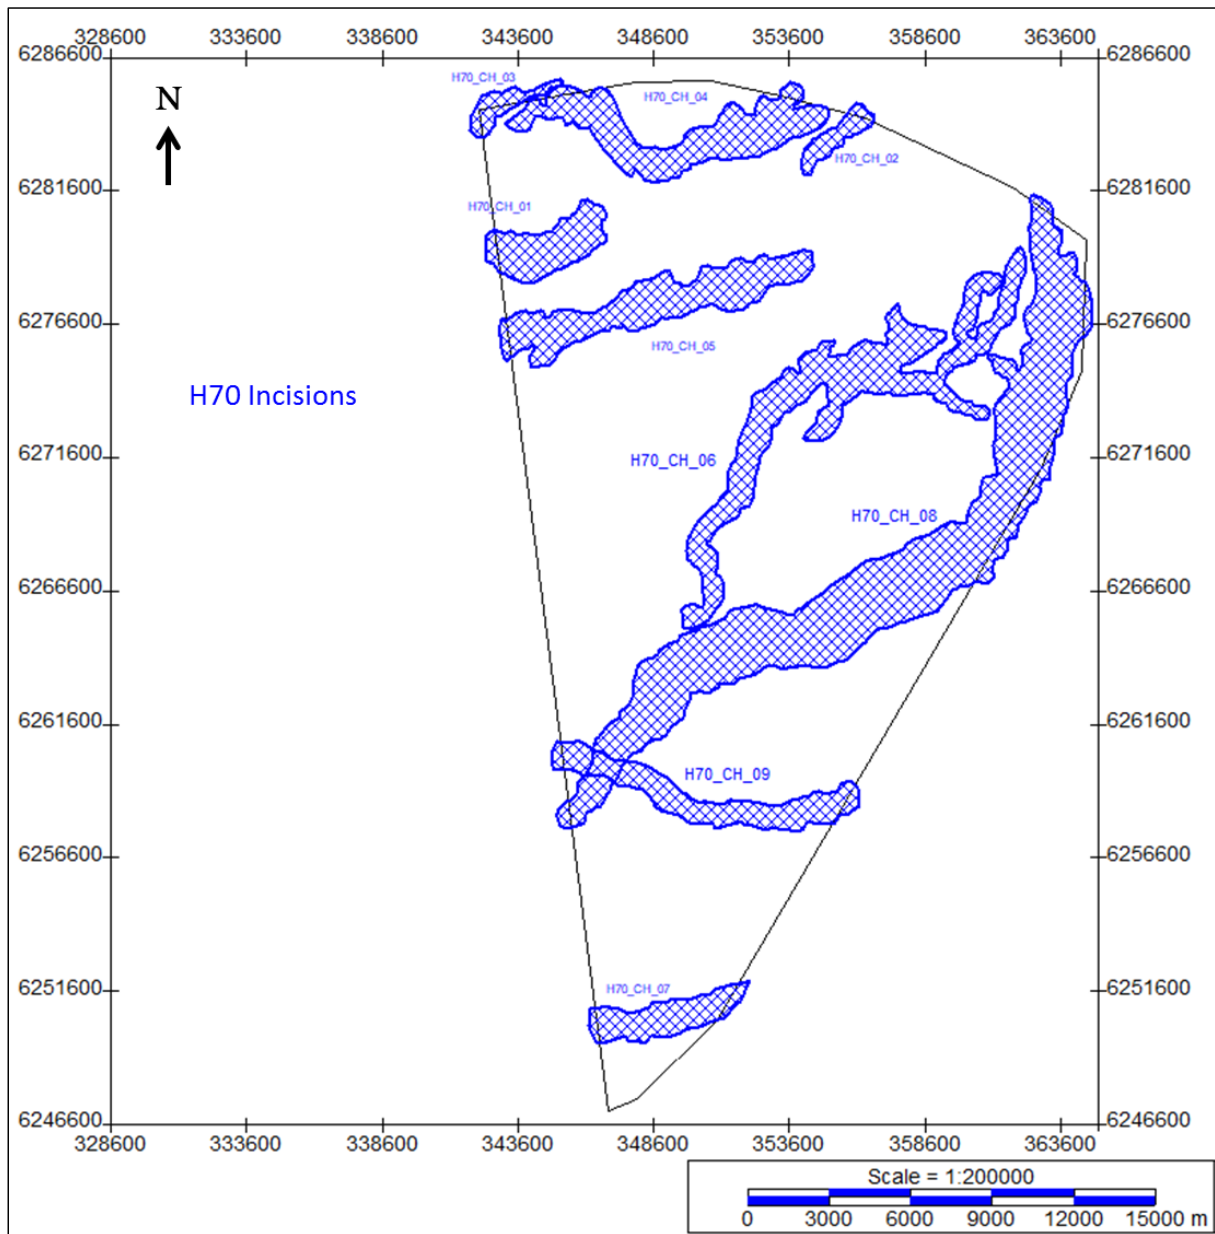 328600 333600 338600 343600 348600 353600 358600 363600
6286600 6286600
N
H70_CH_03
H70_CH_04
H70_CH_02
6281600 6281600
H70_CH_01
6276600 6276600
H70_CH_05
H70 Incisions
6271600 H70_CH_06 6271600
H70_CH_08
6266600 6266600
6261600 6261600
H70_CH_09
6256600 6256600
6251600 H70_CH_07 6251600
6246600 6246600
328600 333600 338600 343600 348600 353600 358600 363600
Scale = 1:200000
0 3000 6000 9000 12000 15000 m